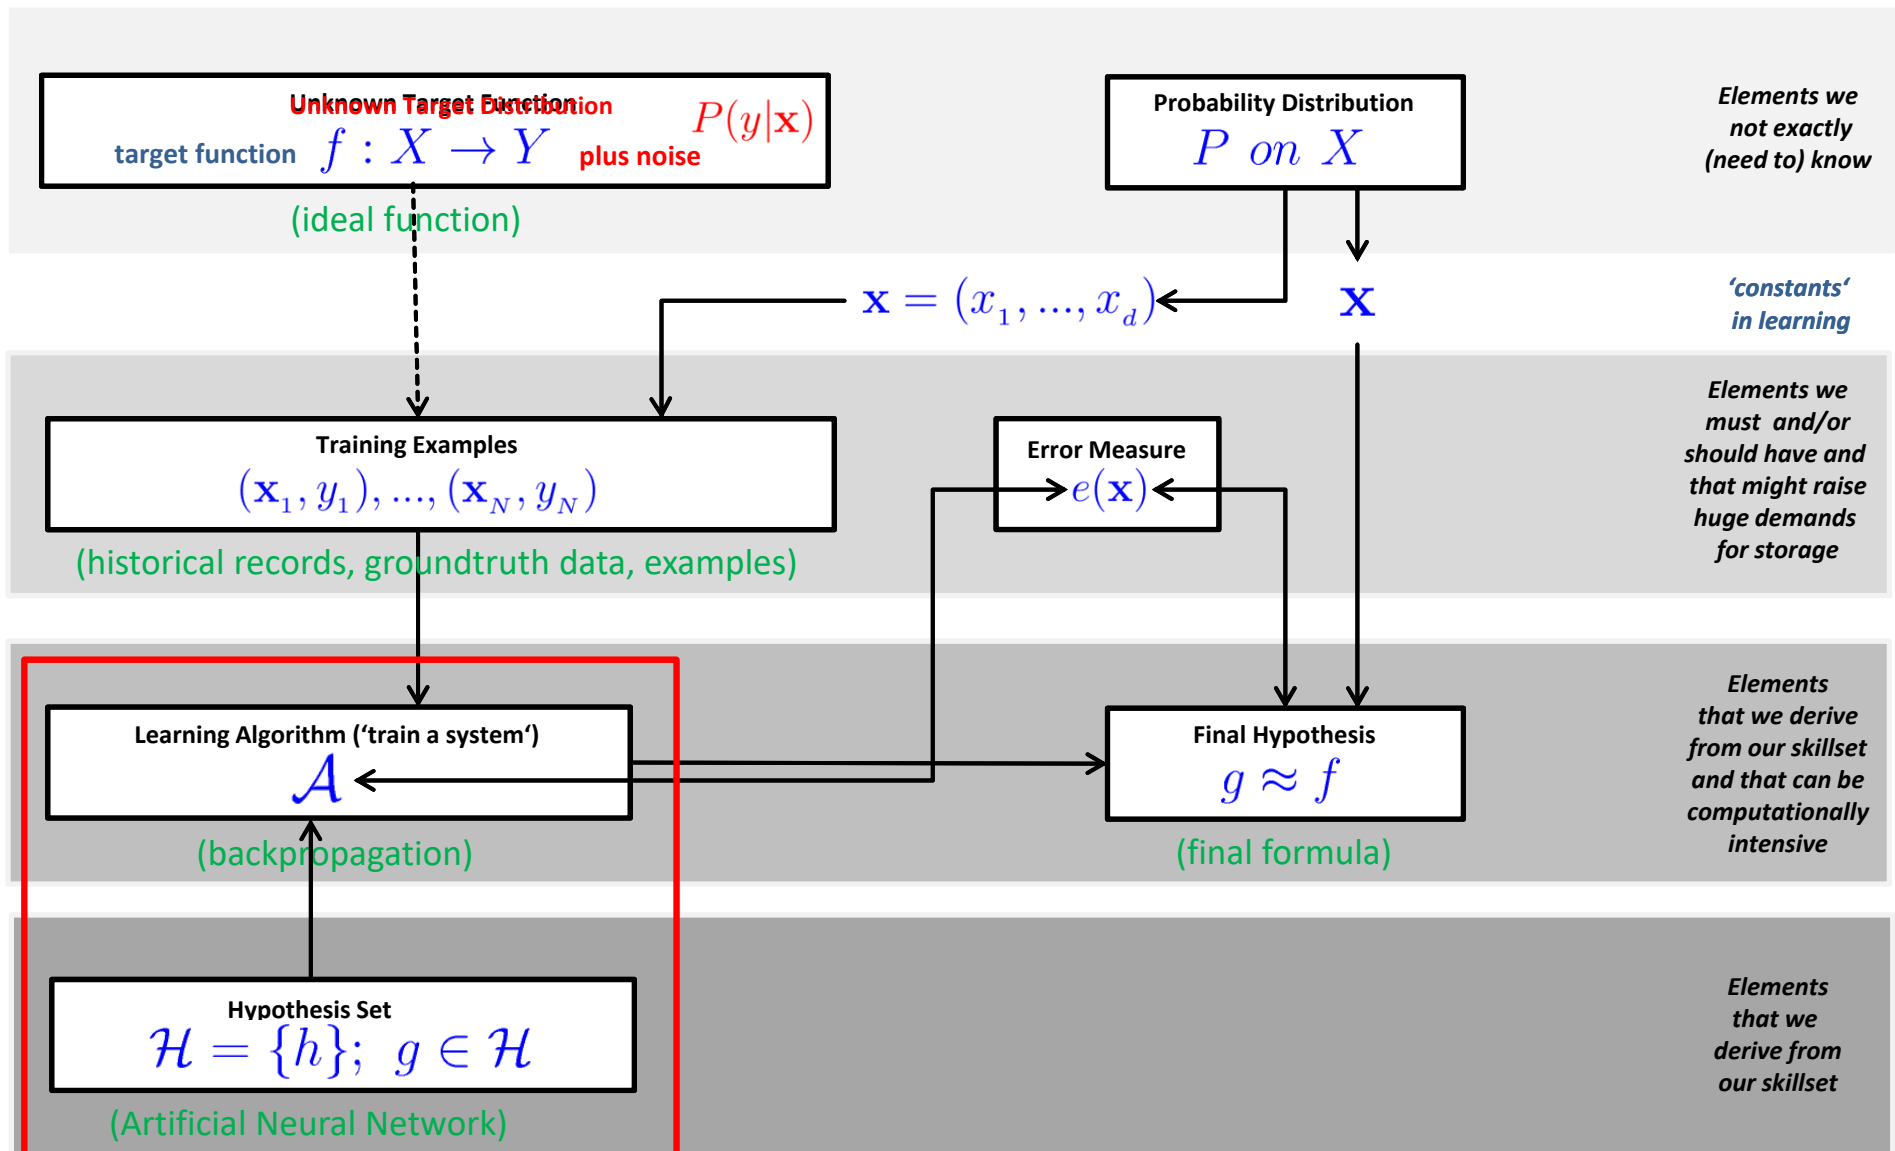 Unknown Target Function
Unknown Target Distribution
target function f : X → Y plus noise P(y|x)
(ideal function)
Probability Distribution
P on X
Elements we
not exactly
(need to) know
x = (x₁, ..., x_d)
x
‘constants‘
in learning
Training Examples
(x₁, y₁), ..., (x_N, y_N)
(historical records, groundtruth data, examples)
Error Measure
e(x)
Elements we
must and/or
should have and
that might raise
huge demands
for storage
Learning Algorithm (‘train a system‘)
𝒜
(backpropagation)
Final Hypothesis
g ≈ f
(final formula)
Elements
that we derive
from our skillset
and that can be
computationally
intensive
Hypothesis Set
ℋ = {h}; g ∈ ℋ
(Artificial Neural Network)
Elements
that we
derive from
our skillset